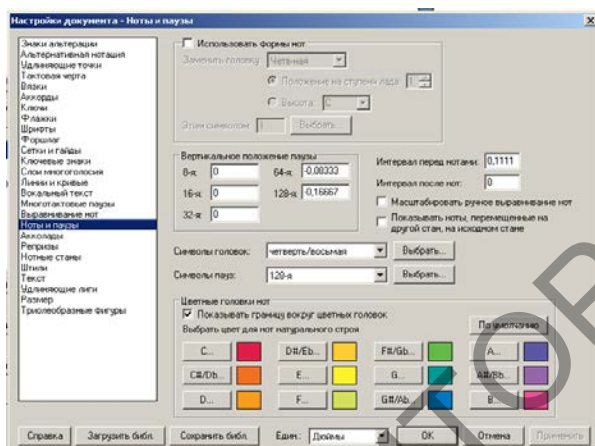 Настройки документа - Ноты и паузы
Знаки альтерации
Альтернативная нотация
Удлиняющие точки
Тактовая черта
Вязки
Аккорды
Ключи
Флажки
Шрифты
Форшлаг
Сетки и гайды
Ключевые знаки
Слои многоголосия
Линии и кривые
Вокальный текст
Многотактовые паузы
Выравнивание нот
Ноты и паузы
Акколады
Репризы
Нотные станы
Штили
Текст
Удлиняющие лиги
Размер
Триолеобразные фигуры
Использовать формы нот
Заменить головку: Четвёртная
Положение на ступени лада: 1
Высота: C
Этим символом: Выбрать...
Вертикальное положение паузы
8-я: 0 64-я: -0,08333
16-я: 0 128-я: -0,16667
32-я: 0
Интервал перед нотами: 0,1111
Интервал после нот: 0
Масштабировать ручное выравнивание нот
Показывать ноты, перемещенные на
другой стан, на исходном стане
Символы головок: четверть/восьмая Выбрать...
Символы пауз: 128-я Выбрать...
Цветные головки нот
Показывать границу вокруг цветных головок
Выбрать цвет для нот натурального строя
По умолчанию
C... D#/Eb... F#/Gb... A...
C#/Db... E... G... A#/Bb...
D... F... G#/Ab... B...
Справка Загрузить библ. Сохранить библ. Един.: Дюймы OK Отмена Применить